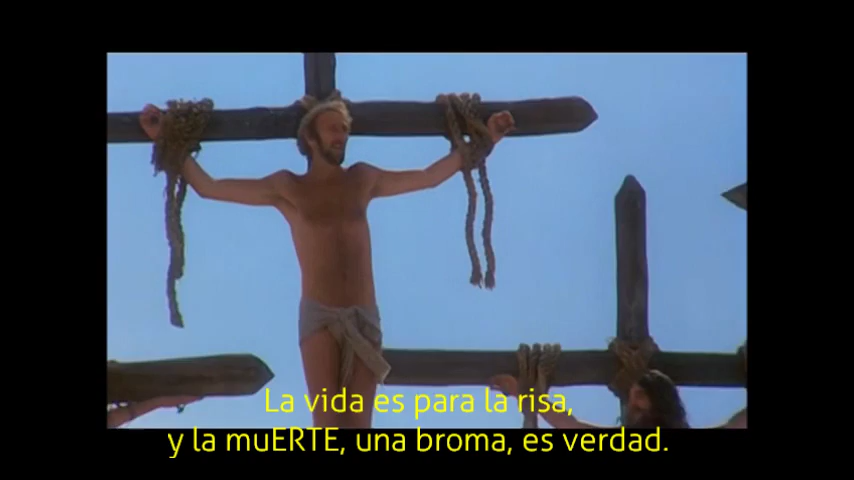 La vida es para la risa,
y la muERTE, una broma, es verdad.